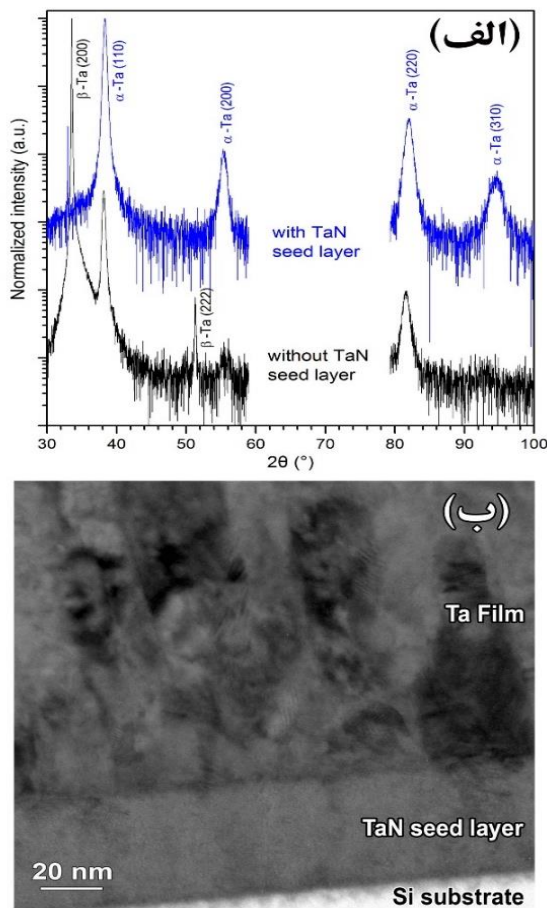 (الف)
Normalized intensity (a.u.)
β-Ta (200)
α-Ta (110)
α-Ta (200)
α-Ta (220)
α-Ta (310)
with TaN
seed layer
β-Ta (222)
without TaN
seed layer
30 40 50 60 70 80 90 100
2θ (°)
(ب)
Ta Film
TaN seed layer
20 nm
Si substrate